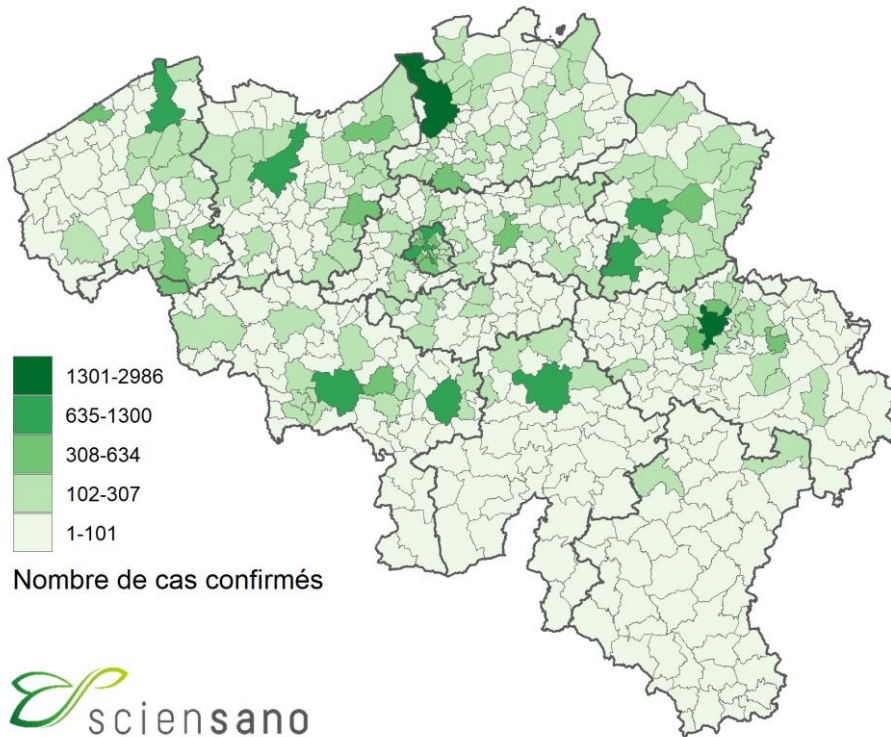 1301-2986
635-1300
308-634
102-307
1-101
Nombre de cas confirmés
sciensano